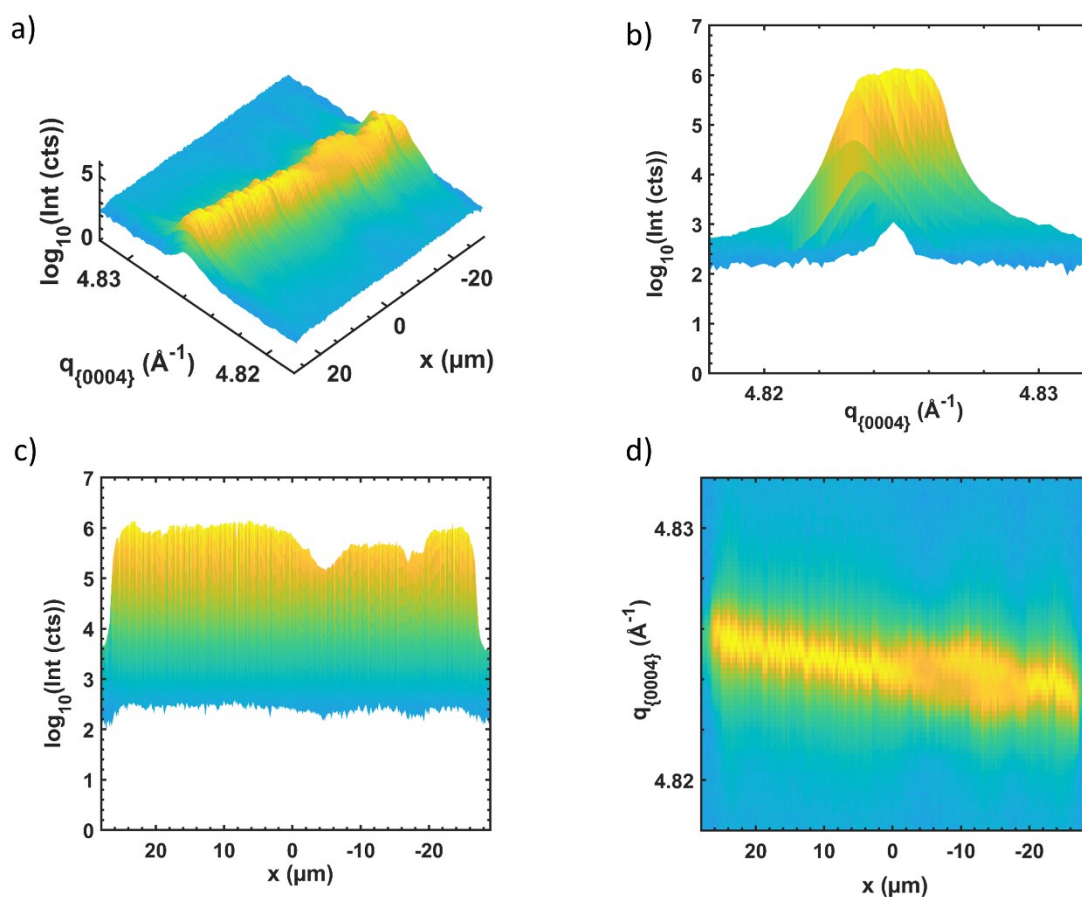 a)
log10(Int (cts))
5
0
4.83
4.82
q{0004} (Å-1)
20
0
-20
x (µm)
b)
log10(Int (cts))
7
6
5
4
3
2
1
0
4.82
4.83
q{0004} (Å-1)
c)
log10(Int (cts))
7
6
5
4
3
2
1
0
20
10
0
-10
-20
x (µm)
d)
q{0004} (Å-1)
4.83
4.82
20
10
0
-10
-20
x (µm)